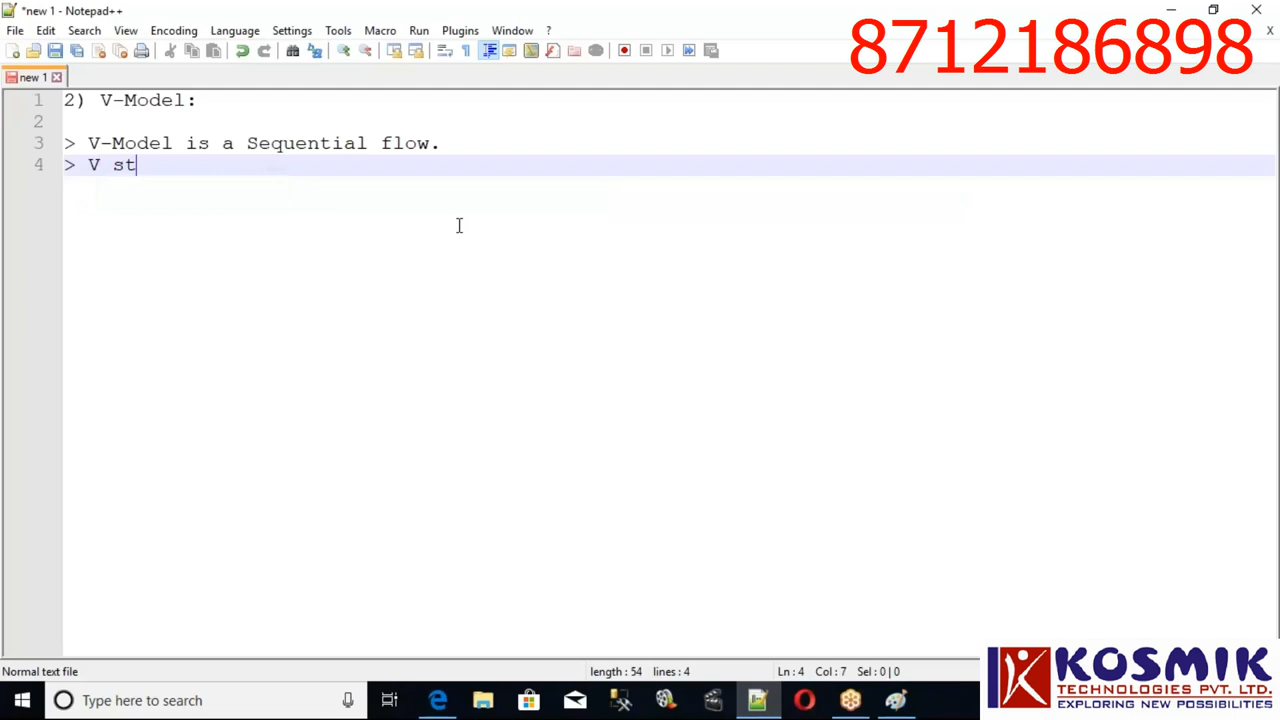 *new 1 - Notepad++
File Edit Search View Encoding Language Settings Tools Macro Run Plugins Window ? X
8712186898
new 1
1 2) V-Model:
2
3 > V-Model is a Sequential flow.
4 > V st
Normal text file length : 54 lines : 4 Ln : 4 Col : 7 Sel : 0 | 0
Type here to search
KOSMIK
TECHNOLOGIES PVT. LTD.
EXPLORING NEW POSSIBILITIES